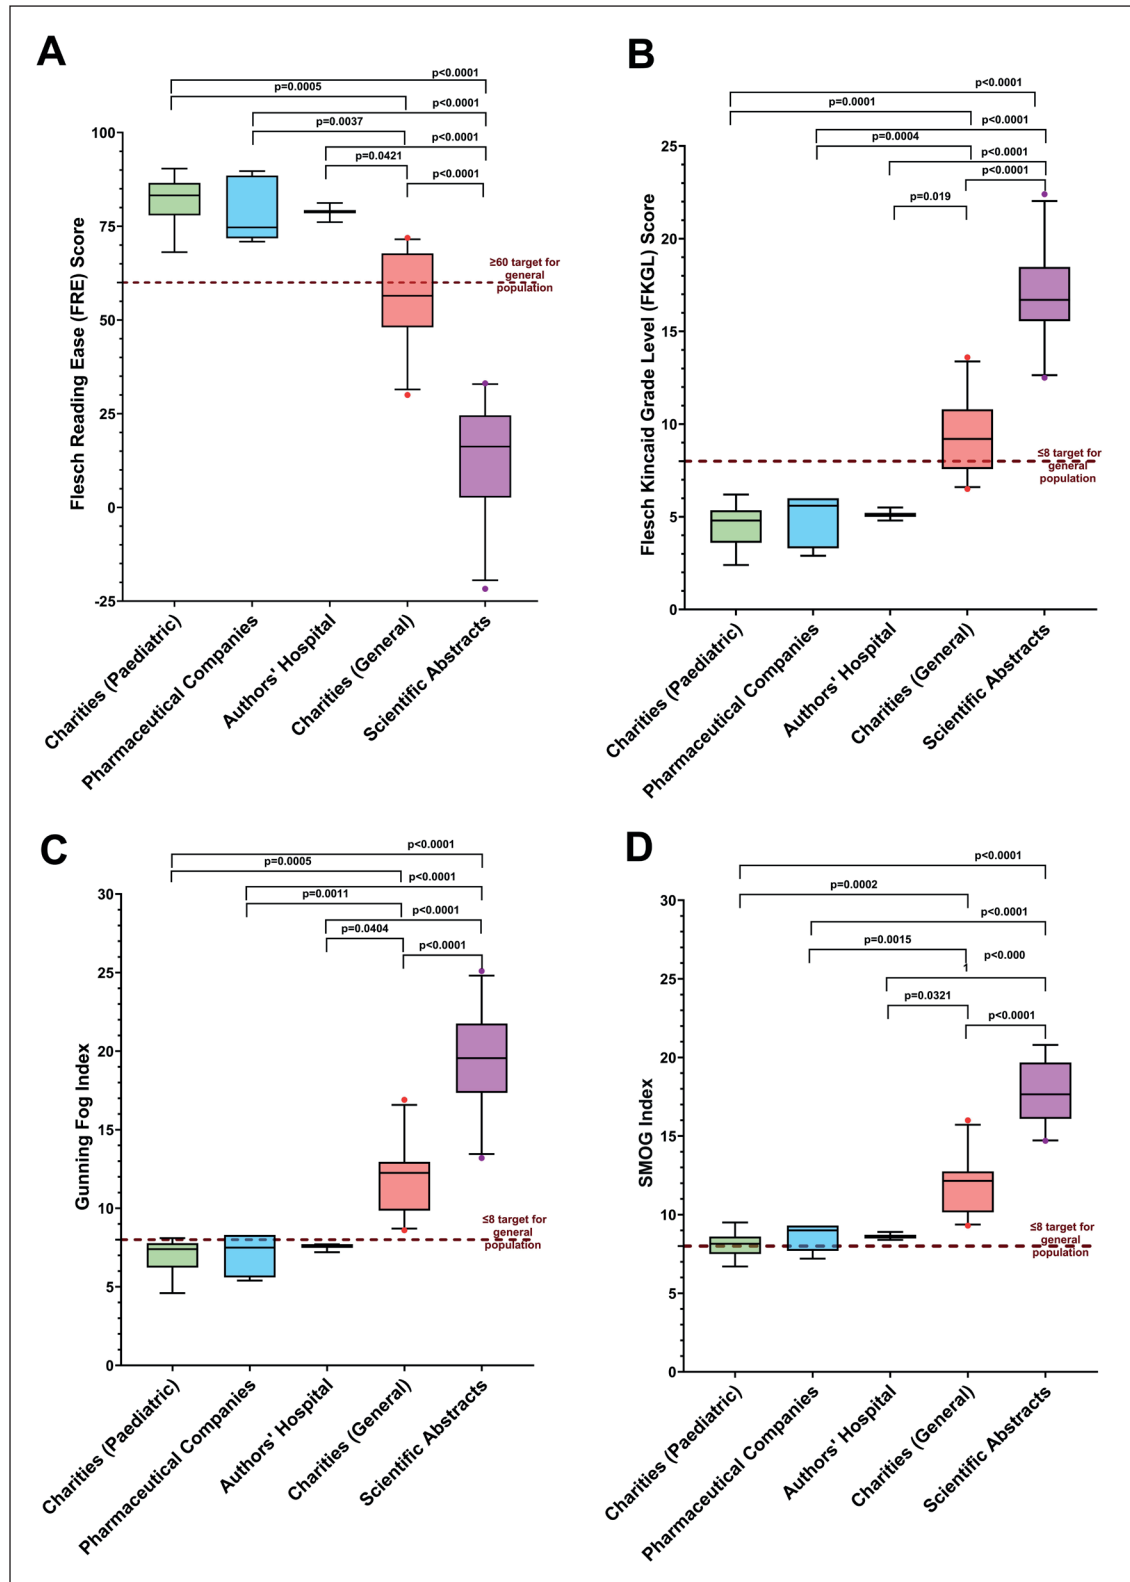 A
p<0.0001
p=0.0005
p<0.0001
p=0.0037
p<0.0001
p=0.0421
p<0.0001
Flesch Reading Ease (FRE) Score
100
75
50
25
0
-25
≥60 target for
general
population
Charities (Paediatric)
Pharmaceutical Companies
Authors' Hospital
Charities (General)
Scientific Abstracts
B
p<0.0001
p=0.0001
p<0.0001
p=0.0004
p<0.0001
p<0.0001
p=0.019
Flesch Kincaid Grade Level (FKGL) Score
25
20
15
10
5
0
≤8 target for
general
population
Charities (Paediatric)
Pharmaceutical Companies
Authors' Hospital
Charities (General)
Scientific Abstracts
C
p<0.0001
p=0.0005
p<0.0001
p=0.0011
p<0.0001
p=0.0404
p<0.0001
Gunning Fog Index
30
25
20
15
10
5
0
≤8 target for
general
population
Charities (Paediatric)
Pharmaceutical Companies
Authors' Hospital
Charities (General)
Scientific Abstracts
D
p<0.0001
p=0.0002
p<0.0001
p=0.0015
p<0.000
1
p=0.0321
p<0.0001
SMOG Index
30
25
20
15
10
5
0
≤8 target for
general
population
Charities (Paediatric)
Pharmaceutical Companies
Authors' Hospital
Charities (General)
Scientific Abstracts